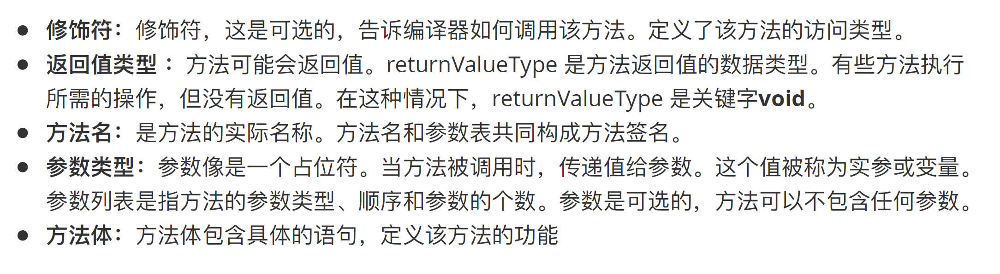 ● 修饰符：修饰符，这是可选的，告诉编译器如何调用该方法。定义了该方法的访问类型。
● 返回值类型 ：方法可能会返回值。returnValueType 是方法返回值的数据类型。有些方法执行
所需的操作，但没有返回值。在这种情况下，returnValueType 是关键字void。
● 方法名：是方法的实际名称。方法名和参数表共同构成方法签名。
● 参数类型：参数像是一个占位符。当方法被调用时，传递值给参数。这个值被称为实参或变量。
参数列表是指方法的参数类型、顺序和参数的个数。参数是可选的，方法可以不包含任何参数。
● 方法体：方法体包含具体的语句，定义该方法的功能